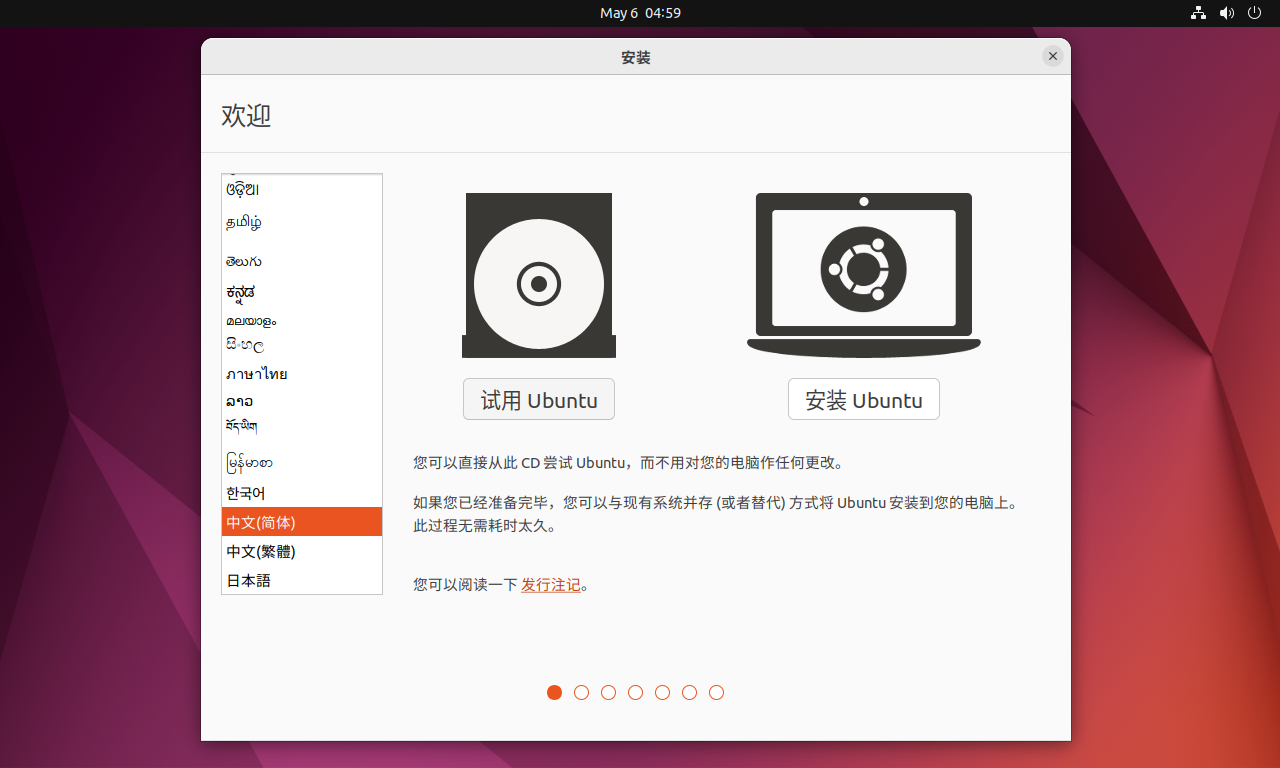 May 6 04:59
安装
欢迎
ଓଡ଼ିଆ
தமிழ்
తెలుగు
ಕನ್ನಡ
മലയാളം
සිංහල
ภาษาไทย
ລາວ
བོད་ཡིག
မြန်မာစာ
한국어
中文(简体)
中文(繁體)
日本語
试用 Ubuntu
安装 Ubuntu
您可以直接从此 CD 尝试 Ubuntu，而不用对您的电脑作任何更改。
如果您已经准备完毕，您可以与现有系统并存 (或者替代) 方式将 Ubuntu 安装到您的电脑上。
此过程无需耗时太久。
您可以阅读一下 发行注记。